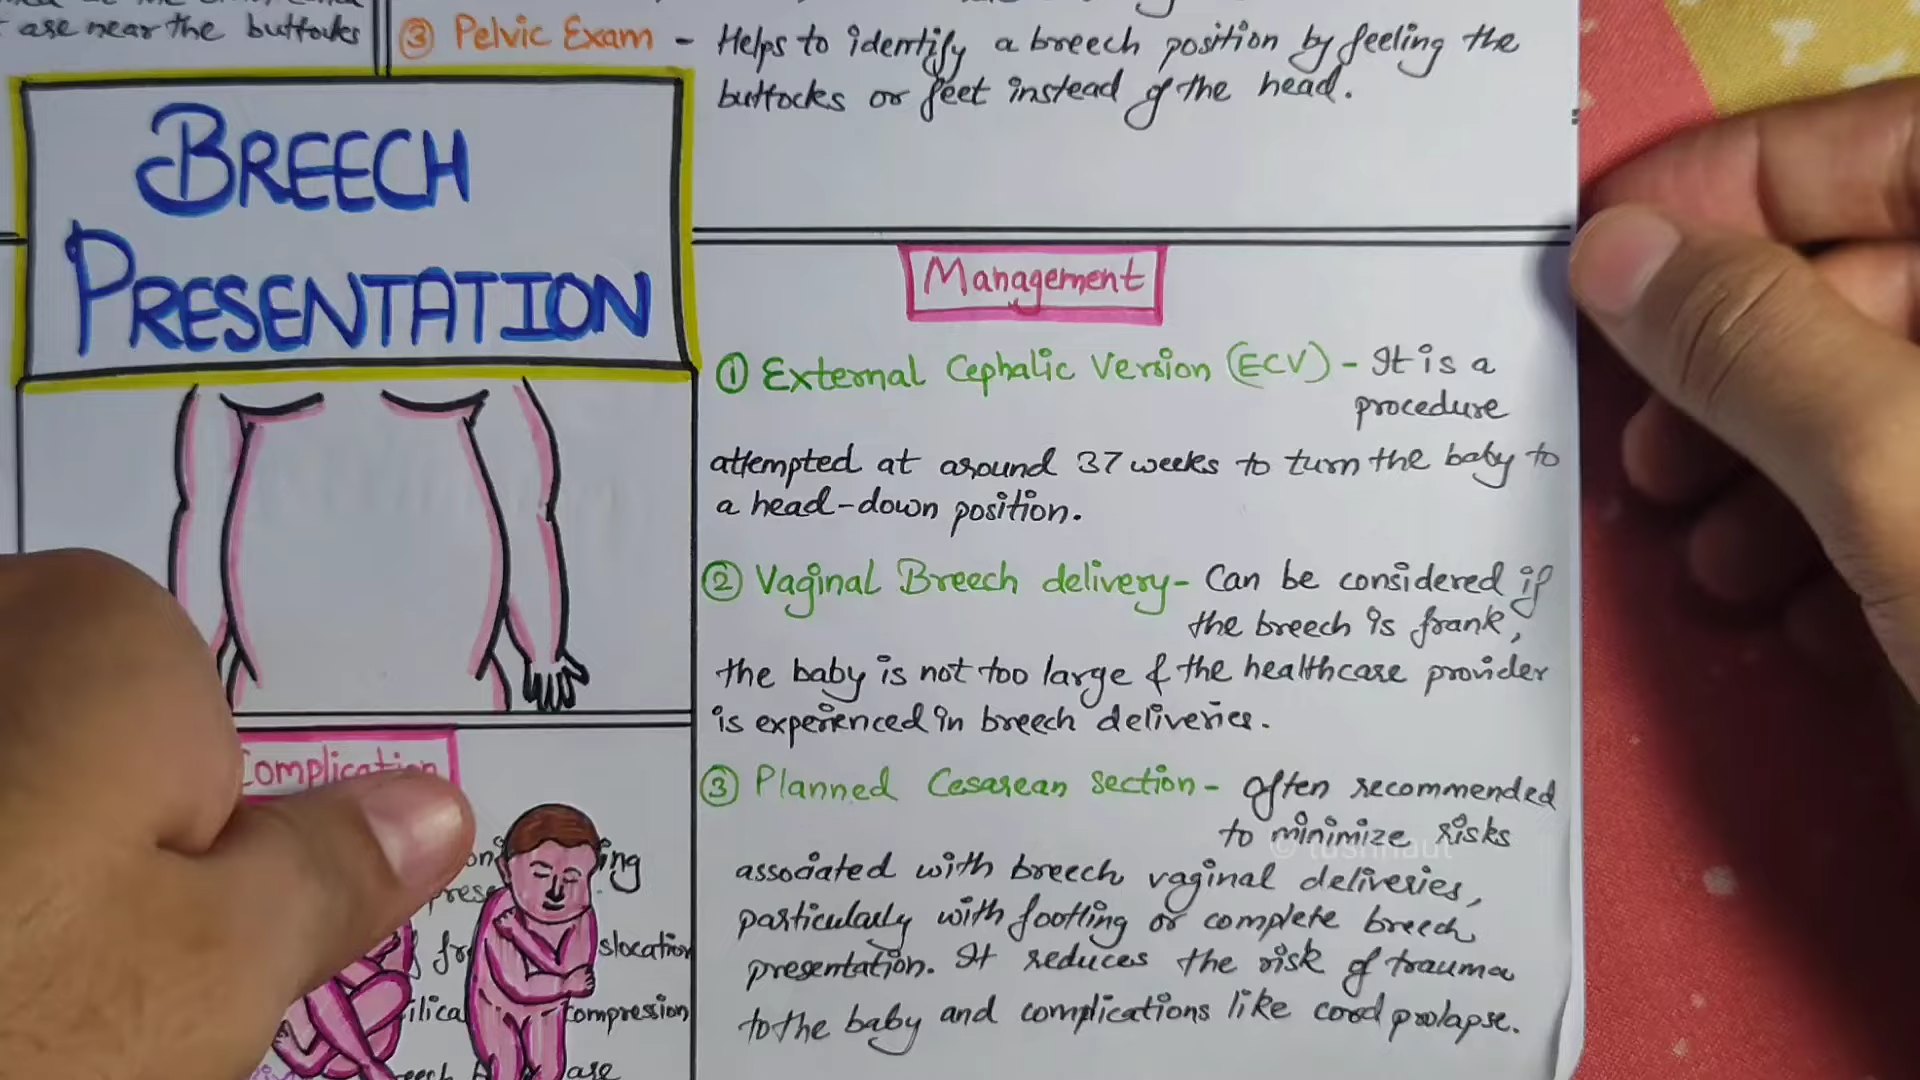 are near the buttocks
③ Pelvic Exam - Helps to identify a breech position by feeling the
buttocks or feet instead of the head.
BREECH
PRESENTATION
Management
① External Cephalic Version (ECV) - It is a
procedure
attempted at around 37 weeks to turn the baby to
a head-down position.
② Vaginal Breech delivery - Can be considered if
the breech is frank,
the baby is not too large & the healthcare provider
is experienced in breech deliveries.
③ Planned Cesarean section - Often recommended
to minimize risks
associated with breech vaginal deliveries,
particularly with footling or complete breech
presentation. It reduces the risk of trauma
to the baby and complications like cord prolapse.
Complication
ing
slocation
compression